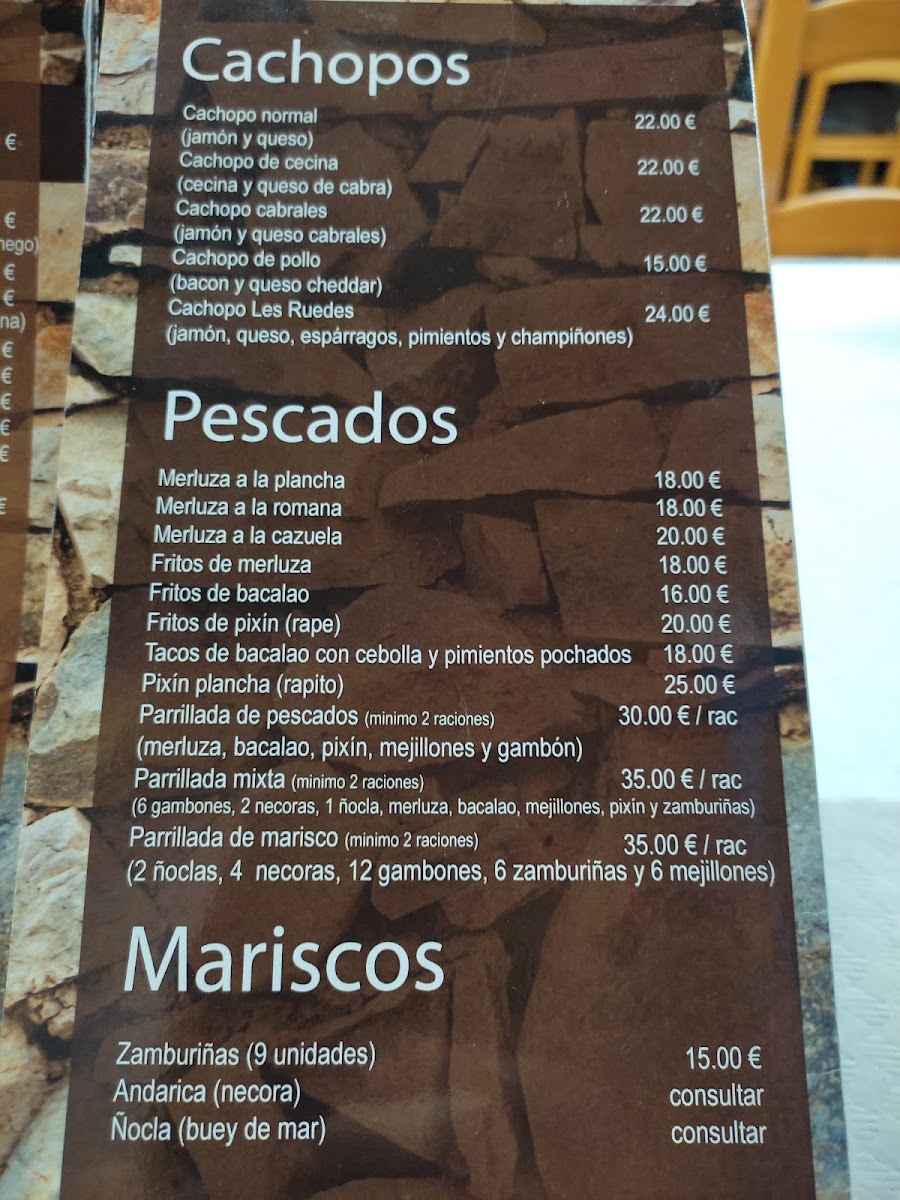 €
€
nego)
€
€
na)
€
€
€
€
€
€
Cachopos
Cachopo normal 22.00 €
(jamón y queso)
Cachopo de cecina 22.00 €
(cecina y queso de cabra)
Cachopo cabrales 22.00 €
(jamón y queso cabrales)
Cachopo de pollo 15.00 €
(bacon y queso cheddar)
Cachopo Les Ruedes 24.00 €
(jamón, queso, espárragos, pimientos y champiñones)
Pescados
Merluza a la plancha 18.00 €
Merluza a la romana 18.00 €
Merluza a la cazuela 20.00 €
Fritos de merluza 18.00 €
Fritos de bacalao 16.00 €
Fritos de pixín (rape) 20.00 €
Tacos de bacalao con cebolla y pimientos pochados 18.00 €
Pixín plancha (rapito) 25.00 €
Parrillada de pescados (minimo 2 raciones) 30.00 € / rac
(merluza, bacalao, pixín, mejillones y gambón)
Parrillada mixta (minimo 2 raciones) 35.00 € / rac
(6 gambones, 2 necoras, 1 ñocla, merluza, bacalao, mejillones, pixin y zamburiñas)
Parrillada de marisco (minimo 2 raciones) 35.00 € / rac
(2 ñoclas, 4 necoras, 12 gambones, 6 zamburiñas y 6 mejillones)
Mariscos
Zamburiñas (9 unidades) 15.00 €
Andarica (necora) consultar
Ñocla (buey de mar) consultar